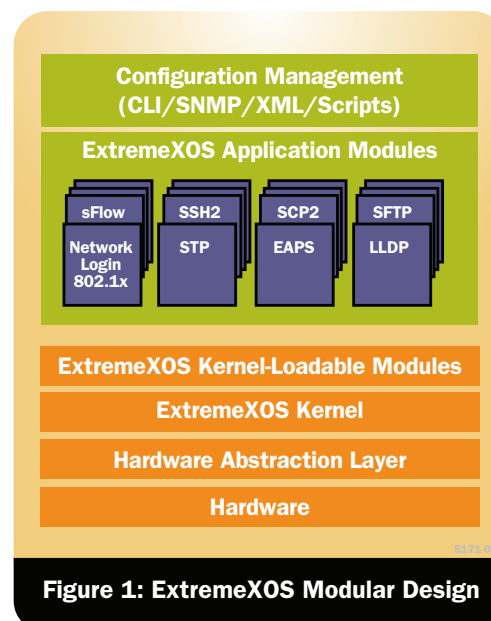 Configuration Management
(CLI/SNMP/XML/Scripts)
ExtremeXOS Application Modules
sFlow
SSH2
SCP2
SFTP
Network
Login
802.1x
STP
EAPS
LLDP
ExtremeXOS Kernel-Loadable Modules
ExtremeXOS Kernel
Hardware Abstraction Layer
Hardware
Figure 1: ExtremeXOS Modular Design